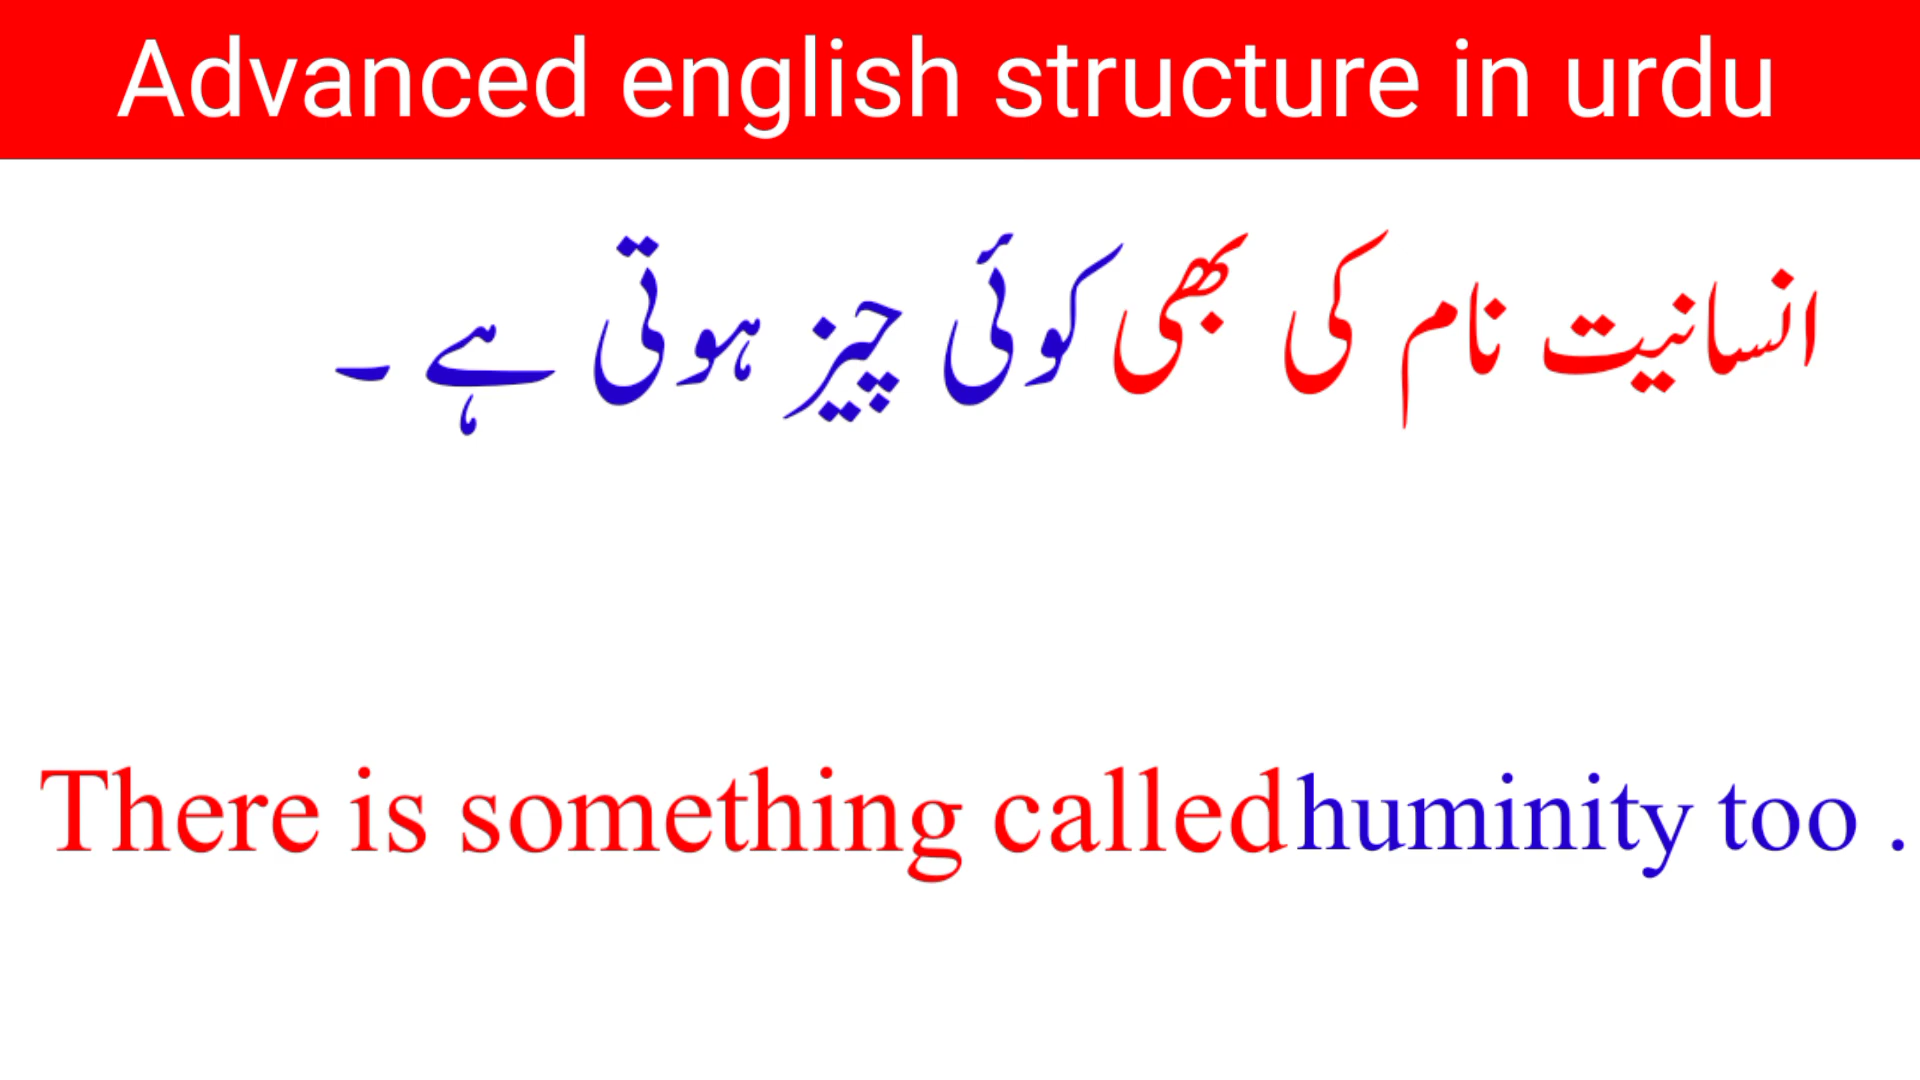 Advanced english structure in urdu
انسانیت نام کی بھی کوئی چیز ہوتی ہے ۔
There is something called huminity too .